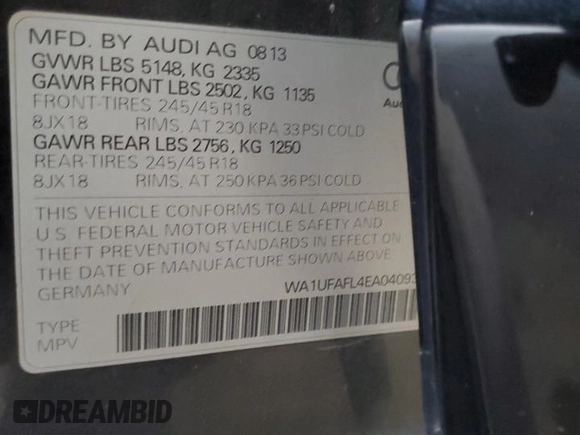 MFD. BY AUDI AG 0813
GVWR LBS 5148, KG 2335
GAWR FRONT LBS 2502, KG 1135
FRONT-TIRES 245/45 R18
8JX18 RIMS, AT 230 KPA 33 PSI COLD
GAWR REAR LBS 2756, KG 1250
REAR-TIRES 245/45 R18
8JX18 RIMS, AT 250 KPA 36 PSI COLD
Aud
THIS VEHICLE CONFORMS TO ALL APPLICABLE
U.S. FEDERAL MOTOR VEHICLE SAFETY AND
THEFT PREVENTION STANDARDS IN EFFECT ON
THE DATE OF MANUFACTURE SHOWN ABOVE.
WA1UFAFL4EA0409
TYPE
MPV
DREAMBID